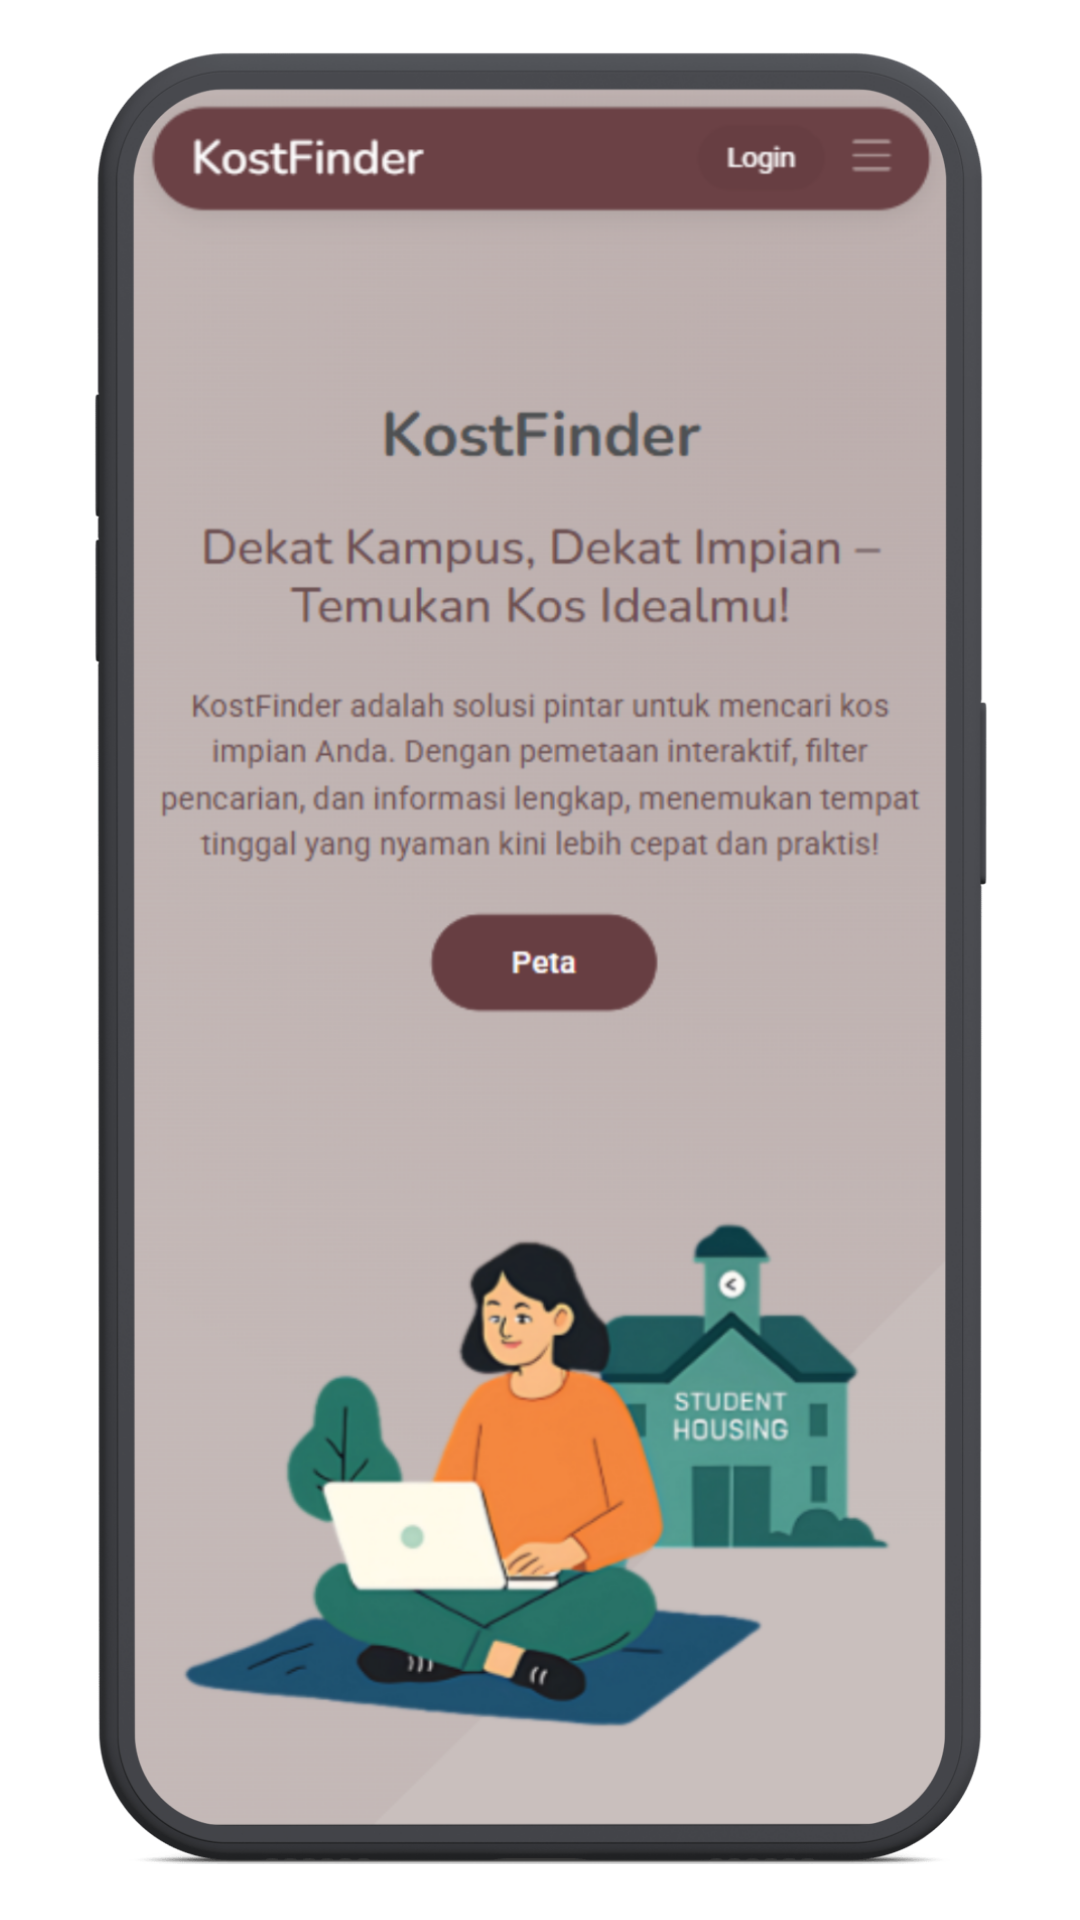 KostFinder
Login
KostFinder
Dekat Kampus, Dekat Impian –
Temukan Kos Idealmu!
KostFinder adalah solusi pintar untuk mencari kos
impian Anda. Dengan pemetaan interaktif, filter
pencarian, dan informasi lengkap, menemukan tempat
tinggal yang nyaman kini lebih cepat dan praktis!
Peta
STUDENT
HOUSING